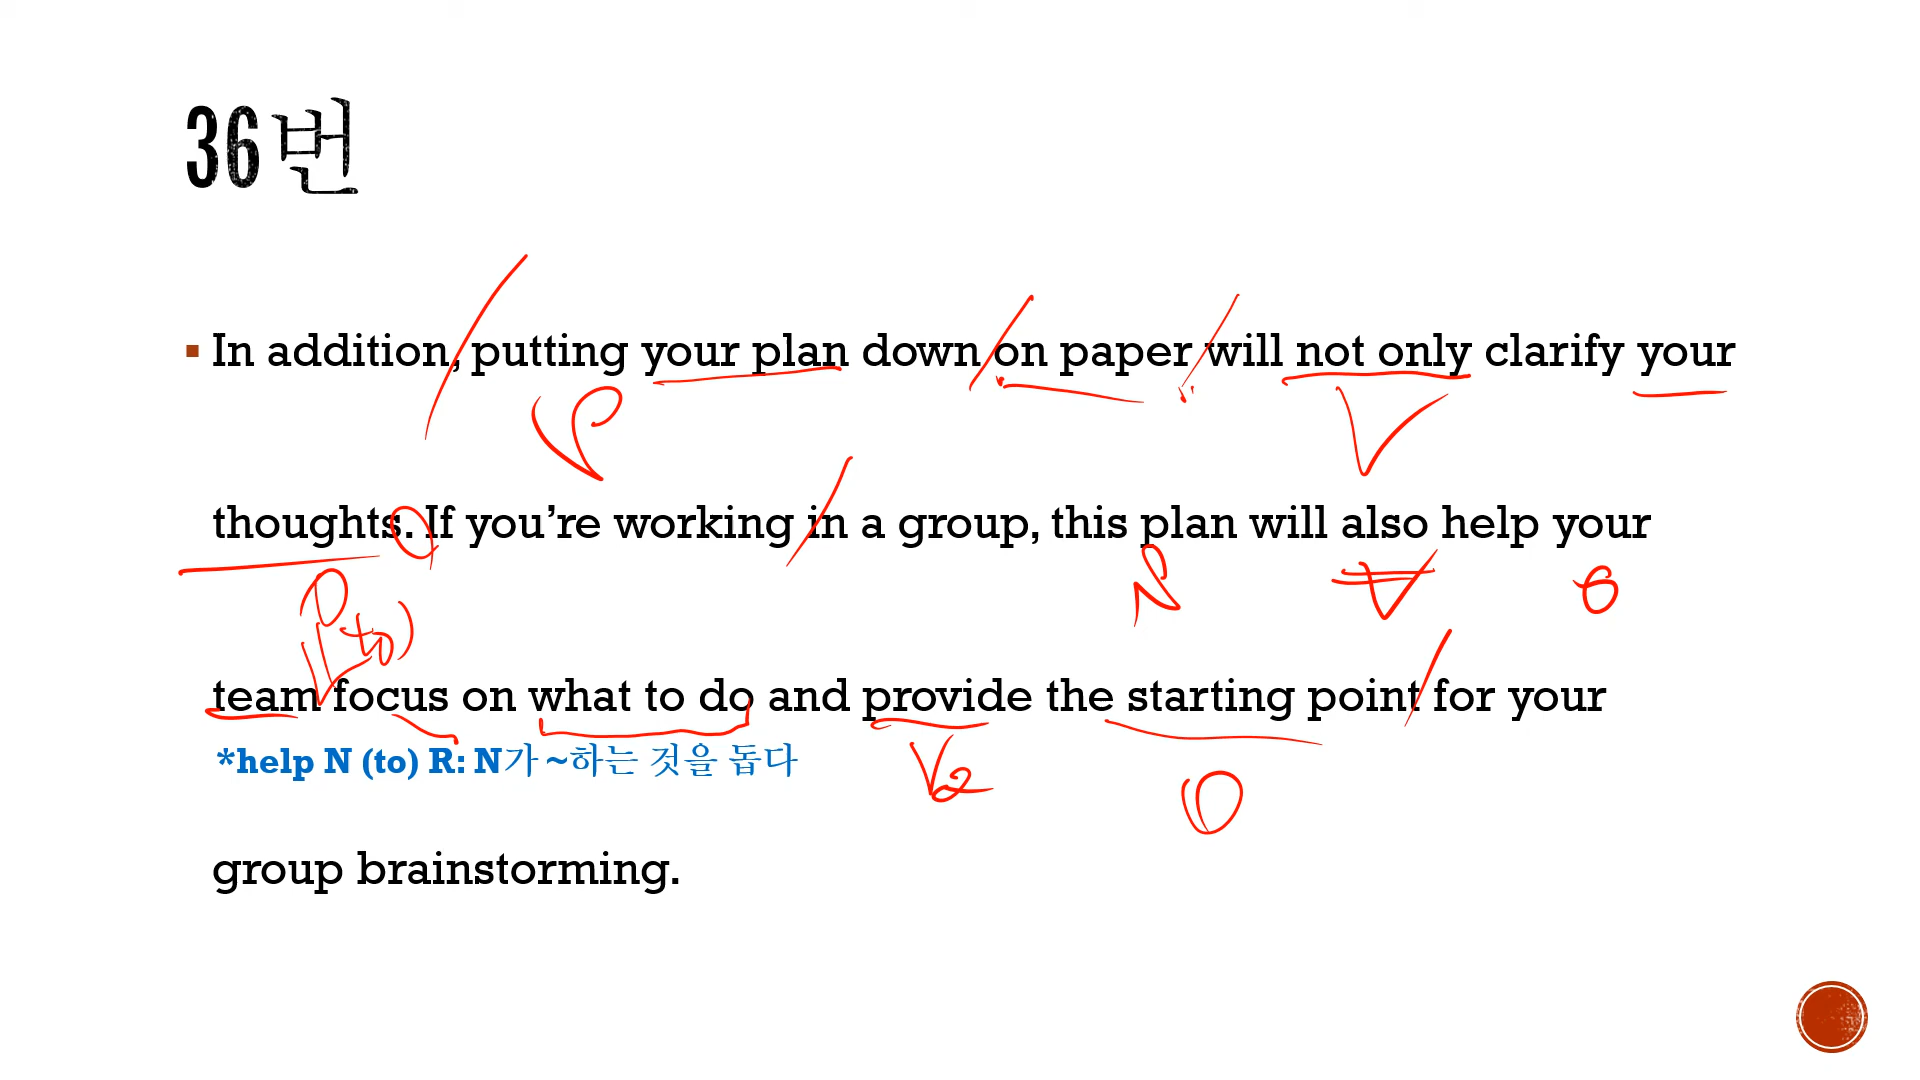 36번
In addition, putting your plan down on paper will not only clarify your
thoughts. If you're working in a group, this plan will also help your
(to)
team focus on what to do and provide the starting point for your
*help N (to) R: N가 ~하는 것을 돕다
V2
O
group brainstorming.